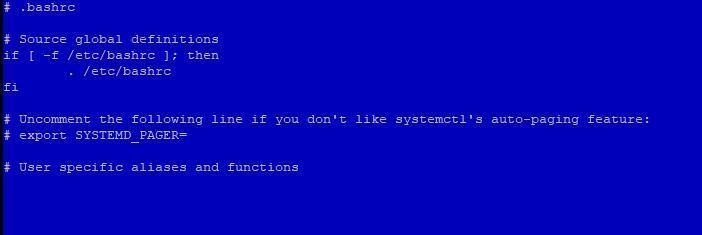 # .bashrc
# Source global definitions
if [ -f /etc/bashrc ]; then
        . /etc/bashrc
fi
# Uncomment the following line if you don't like systemctl's auto-paging feature:
# export SYSTEMD_PAGER=
# User specific aliases and functions